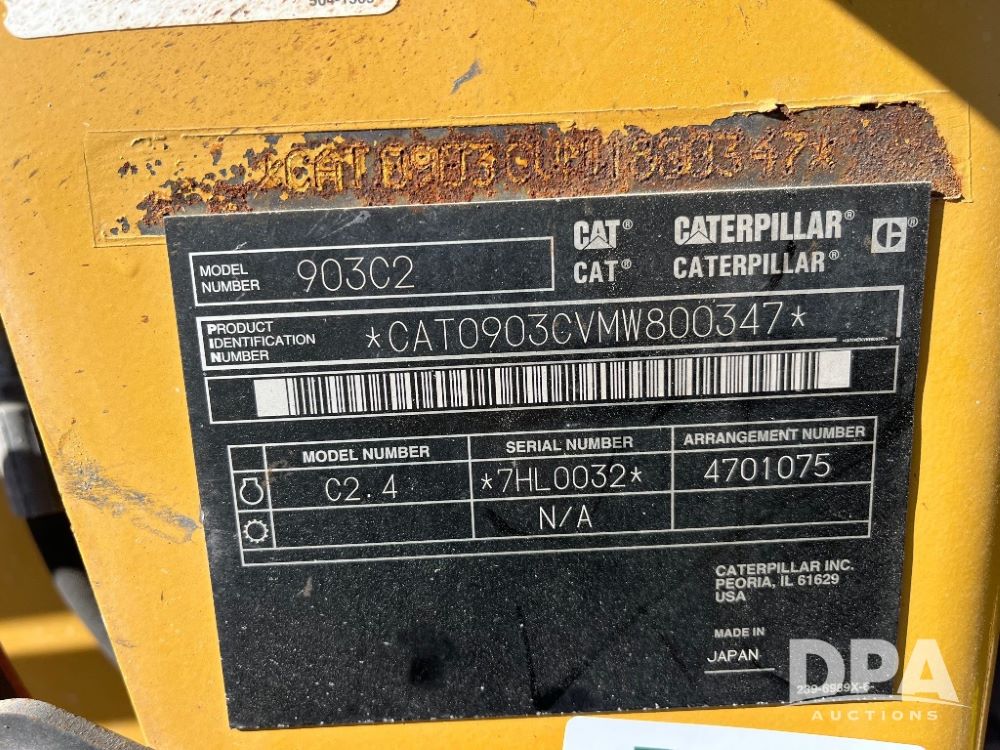 *CAT0903CVMW800347*
CAT® CATERPILLAR® C®
CAT® CATERPILLAR®
MODEL NUMBER 903C2
PRODUCT IDENTIFICATION NUMBER *CAT0903CVMW800347*
MODEL NUMBER SERIAL NUMBER ARRANGEMENT NUMBER
C2.4 *7HL0032* 4701075
N/A
CATERPILLAR INC.
PEORIA, IL 61629
USA
MADE IN
JAPAN
DPA
AUCTIONS